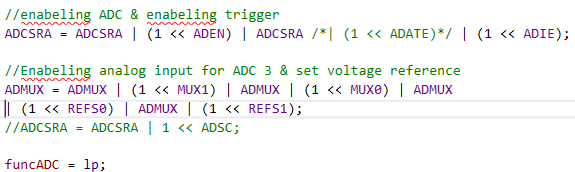 //enabeling ADC & enabeling trigger
ADCSRA = ADCSRA | (1 << ADEN) | ADCSRA /*| (1 << ADATE)*/ | (1 << ADIE);
//Enabeling analog input for ADC 3 & set voltage reference
ADMUX = ADMUX | (1 << MUX1) | ADMUX | (1 << MUX0) | ADMUX
| (1 << REFS0) | ADMUX | (1 << REFS1);
//ADCSRA = ADCSRA | 1 << ADSC;
funcADC = lp;